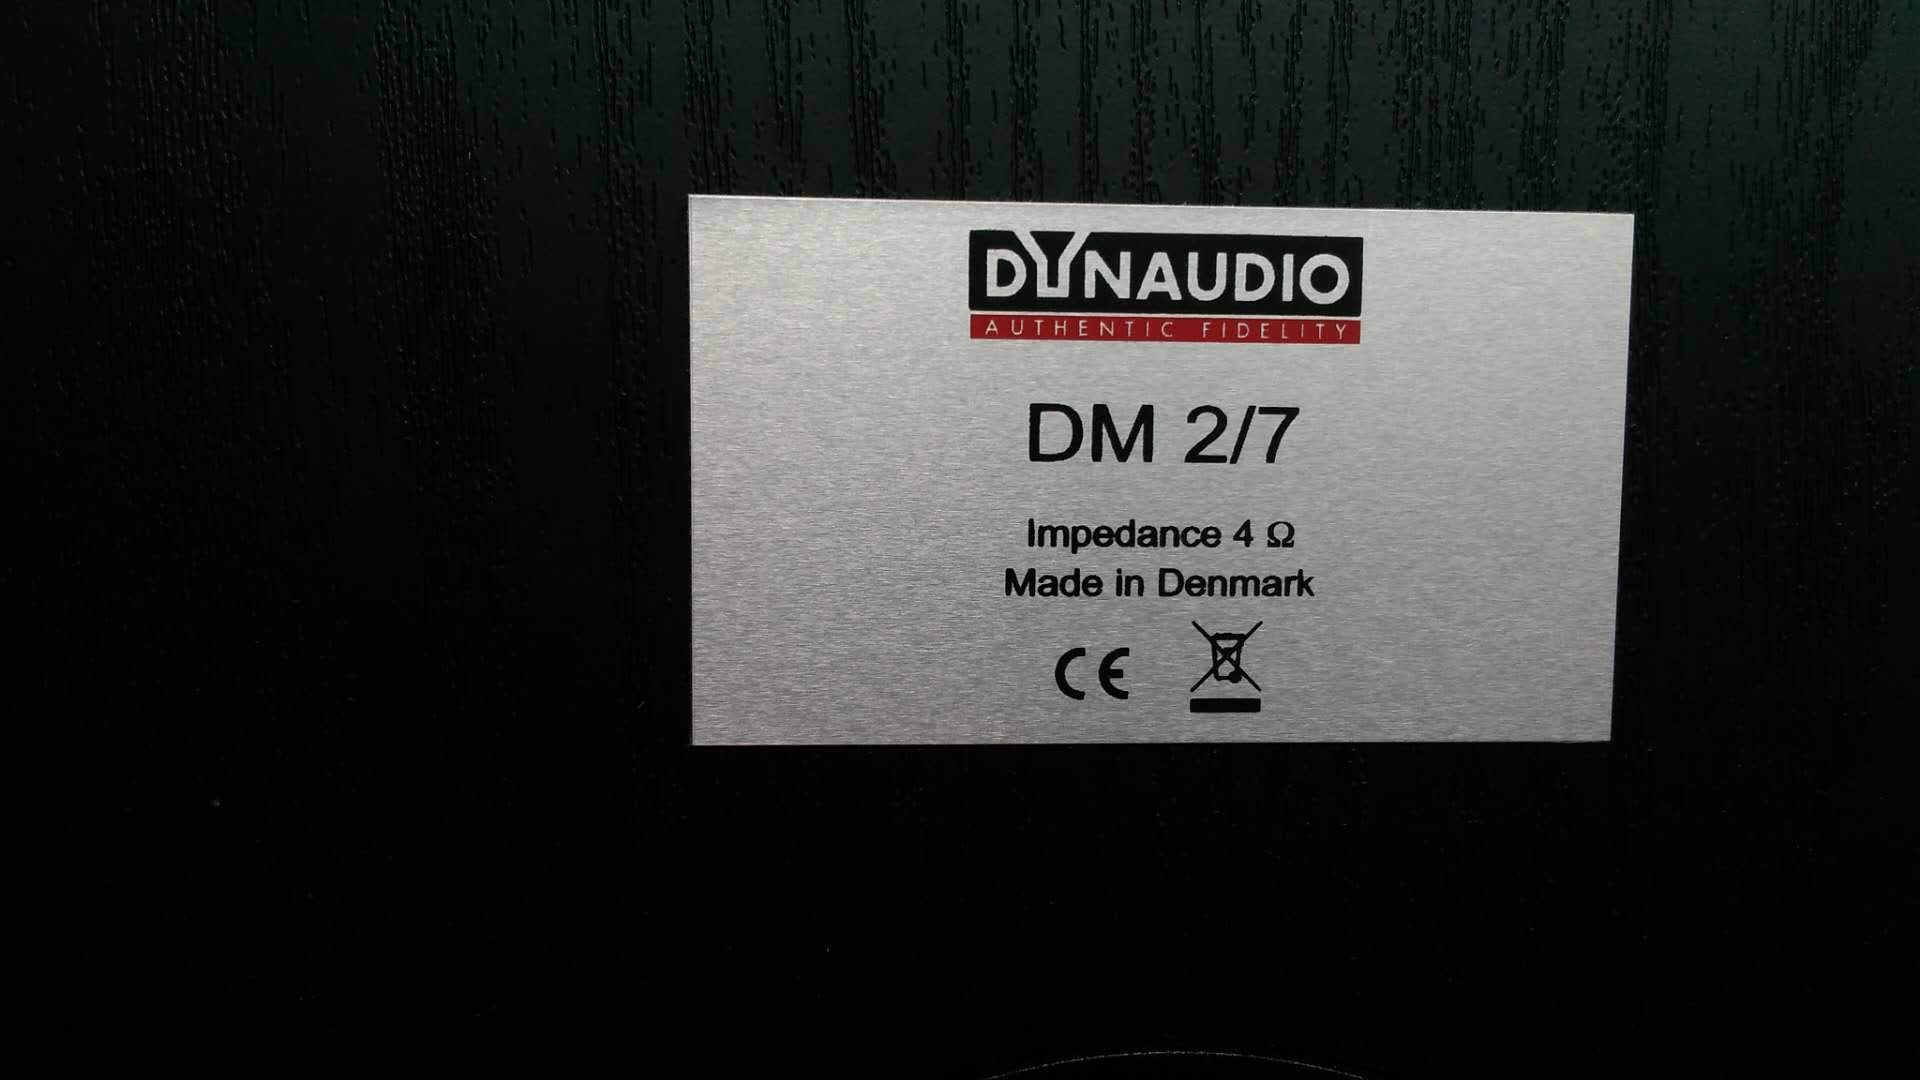 DYNAUDIO
AUTHENTIC FIDELITY
DM 2/7
Impedance 4 Ω
Made in Denmark
CE